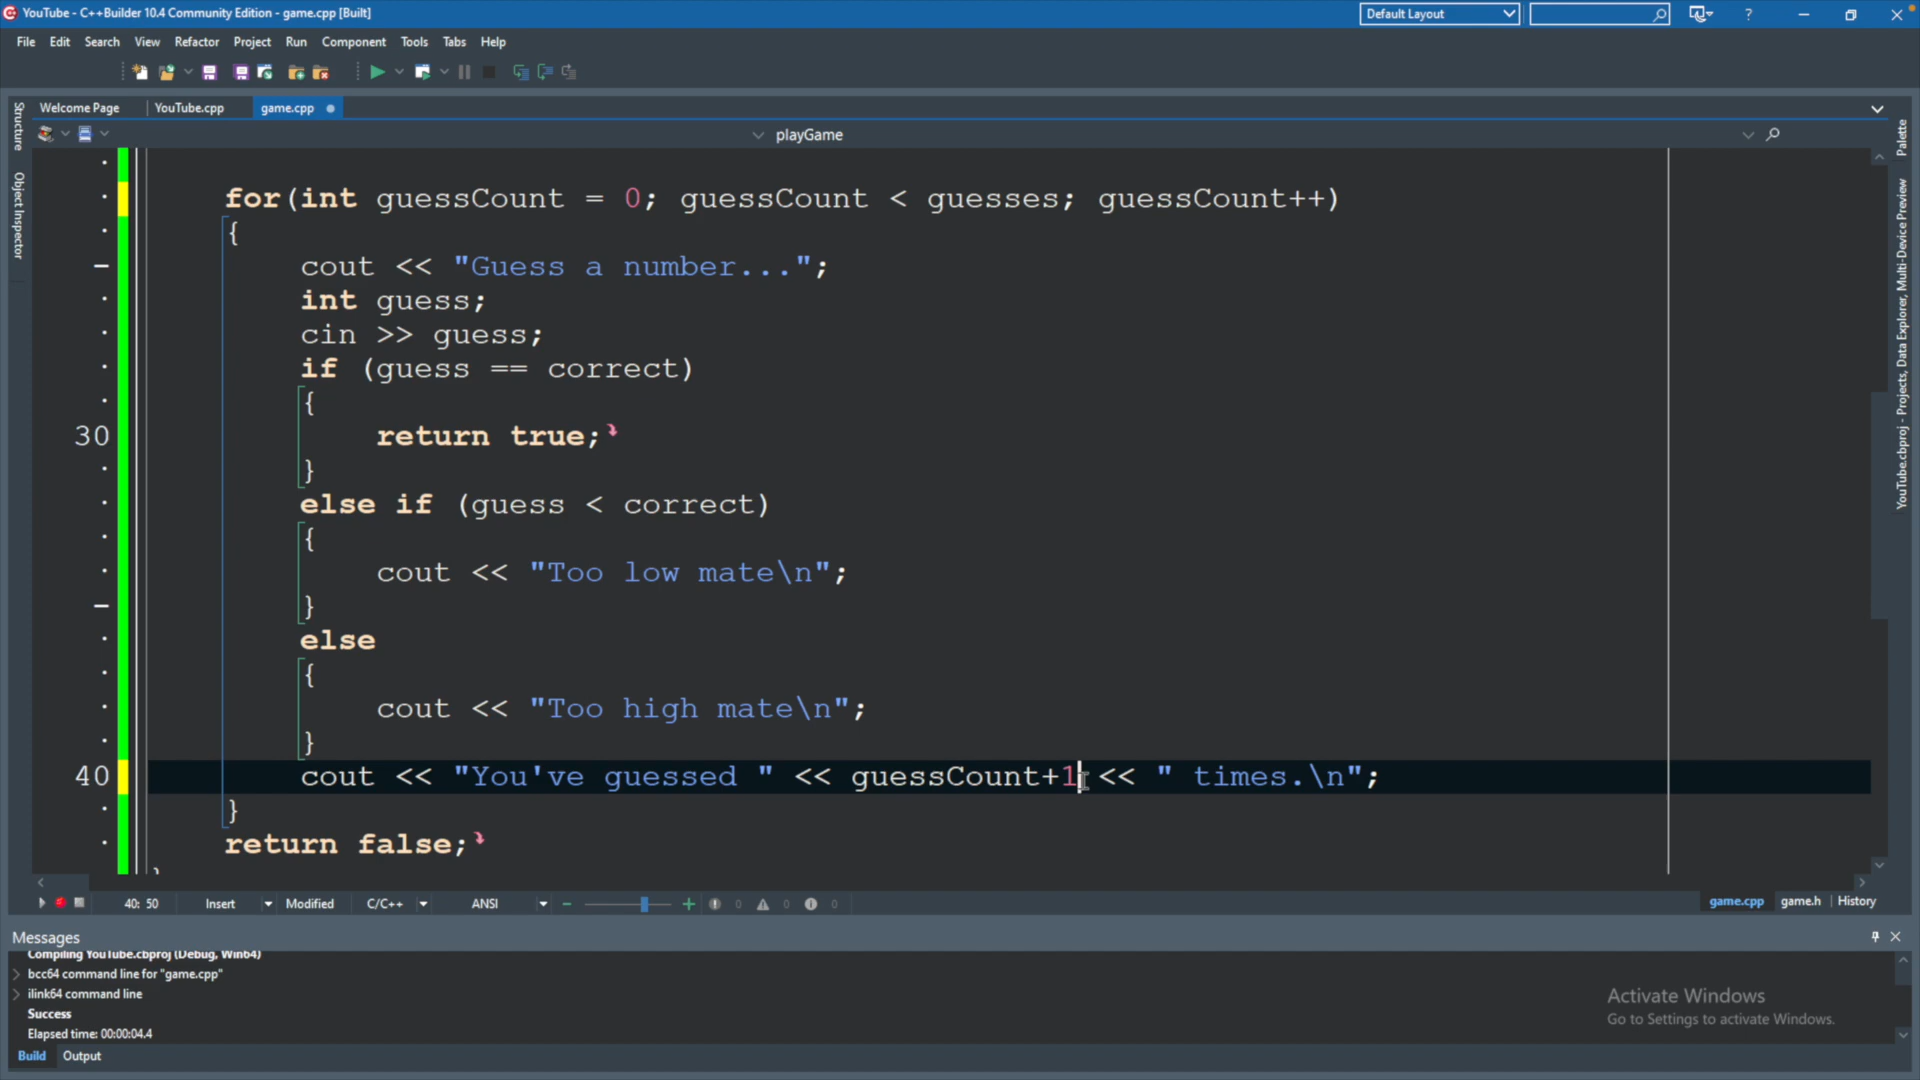 YouTube - C++Builder 10.4 Community Edition - game.cpp [Built]
Default Layout
?
File Edit Search View Refactor Project Run Component Tools Tabs Help
Welcome Page YouTube.cpp game.cpp
playGame
Structure
Object Inspector
for(int guessCount = 0; guessCount < guesses; guessCount++)
{
cout << "Guess a number...";
int guess;
cin >> guess;
if (guess == correct)
{
30 return true;
}
else if (guess < correct)
{
cout << "Too low mate\n";
}
else
{
cout << "Too high mate\n";
}
40 cout << "You've guessed " << guessCount+1 << " times.\n";
}
return false;
Palette
YouTube.cbproj - Projects, Data Explorer, Multi-Device Preview
40: 50 Insert Modified C/C++ ANSI 0 0 0
game.cpp game.h History
Messages
Compiling YouTube.cbproj (Debug, Win64)
bcc64 command line for "game.cpp"
ilink64 command line
Success
Elapsed time: 00:00:04.4
Build Output
Activate Windows
Go to Settings to activate Windows.